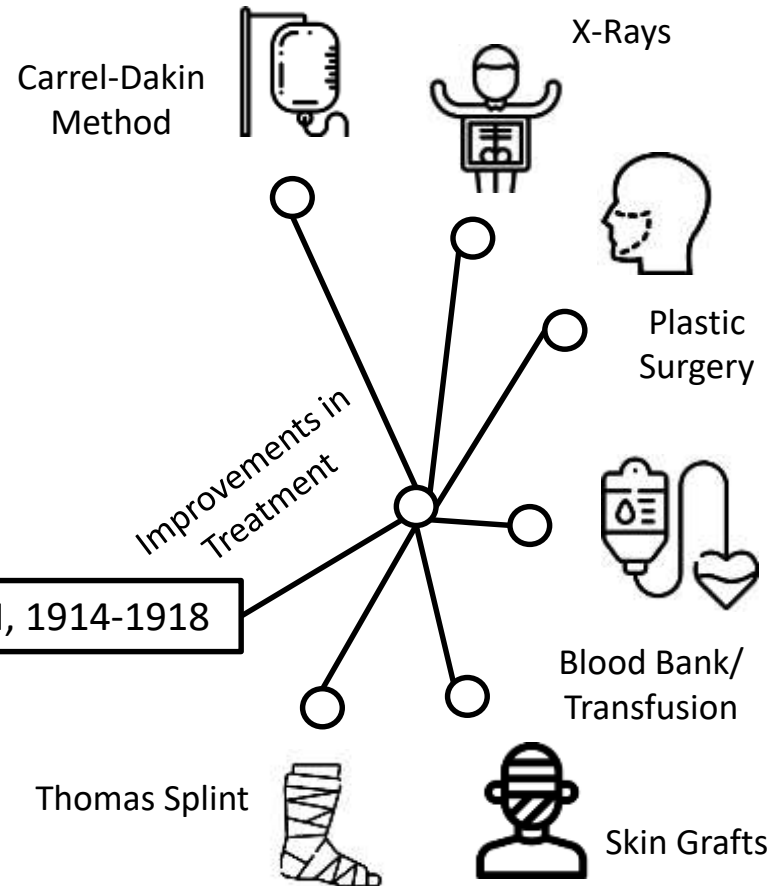 X-Rays
Carrel-Dakin
Method
Plastic
Surgery
Improvements in
Treatment
, 1914-1918
Blood Bank/
Transfusion
Thomas Splint
Skin Grafts